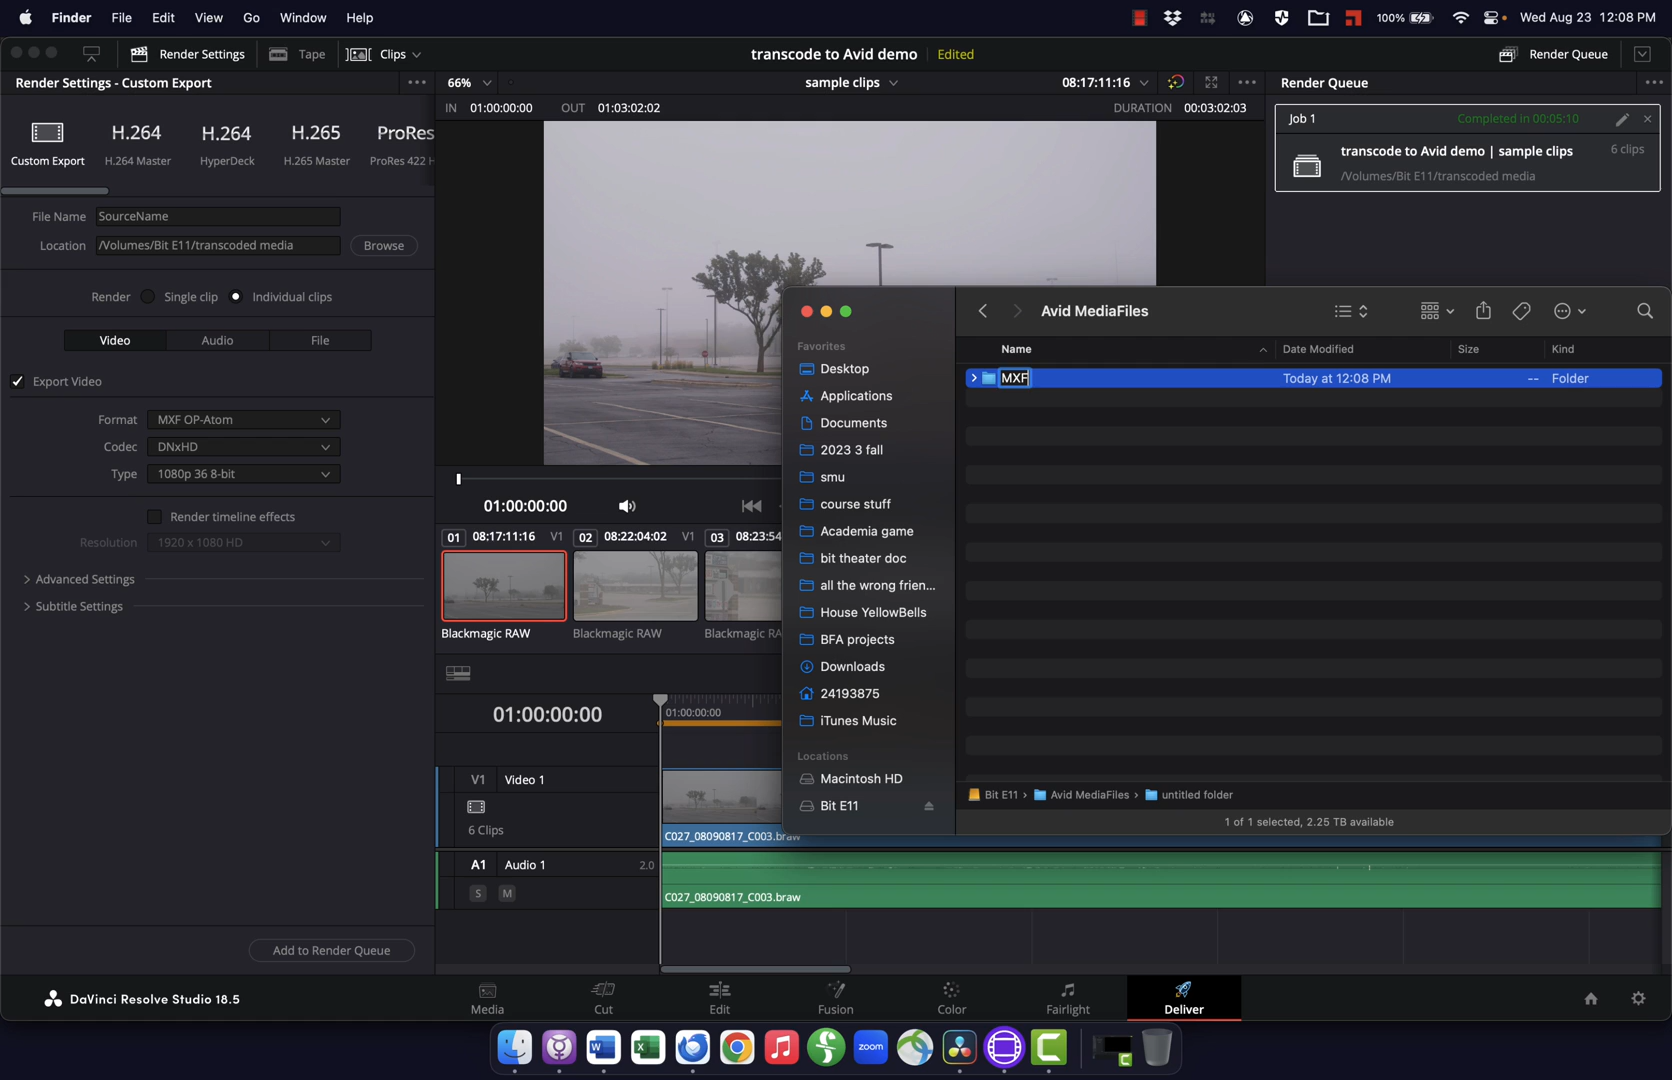 Finder File Edit View Go Window Help
100% Wed Aug 23 12:08 PM
Render Settings Tape Clips
transcode to Avid demo Edited
Render Queue
Render Settings - Custom Export
66%
sample clips
08:17:11:16
Render Queue
IN 01:00:00:00 OUT 01:03:02:02 DURATION 00:03:02:03
Custom Export
H.264 H.264 Master
H.264 HyperDeck
H.265 H.265 Master
ProRes ProRes 422 H
Job 1 Completed in 00:05:10
transcode to Avid demo | sample clips 6 clips
/Volumes/Bit E11/transcoded media
File Name SourceName
Location /Volumes/Bit E11/transcoded media Browse
Render Single clip Individual clips
Video Audio File
Export Video
Format MXF OP-Atom
Codec DNxHD
Type 1080p 36 8-bit
Render timeline effects
Resolution 1920 x 1080 HD
Advanced Settings
Subtitle Settings
Add to Render Queue
01:00:00:00
01 08:17:11:16 V1 02 08:22:04:02 V1 03 08:23:54
Blackmagic RAW Blackmagic RAW Blackmagic RA
01:00:00:00
01:00:00:00
V1 Video 1
6 Clips
C027_08090817_C003.braw
A1 Audio 1 2.0
S M
C027_08090817_C003.braw
Avid MediaFiles
Favorites
Desktop
Applications
Documents
2023 3 fall
smu
course stuff
Academia game
bit theater doc
all the wrong frien...
House YellowBells
BFA projects
Downloads
24193875
iTunes Music
Locations
Macintosh HD
Bit E11
Name Date Modified Size Kind
MXF Today at 12:08 PM -- Folder
Bit E11 › Avid MediaFiles › untitled folder
1 of 1 selected, 2.25 TB available
DaVinci Resolve Studio 18.5
Media Cut Edit Fusion Color Fairlight Deliver
zoom